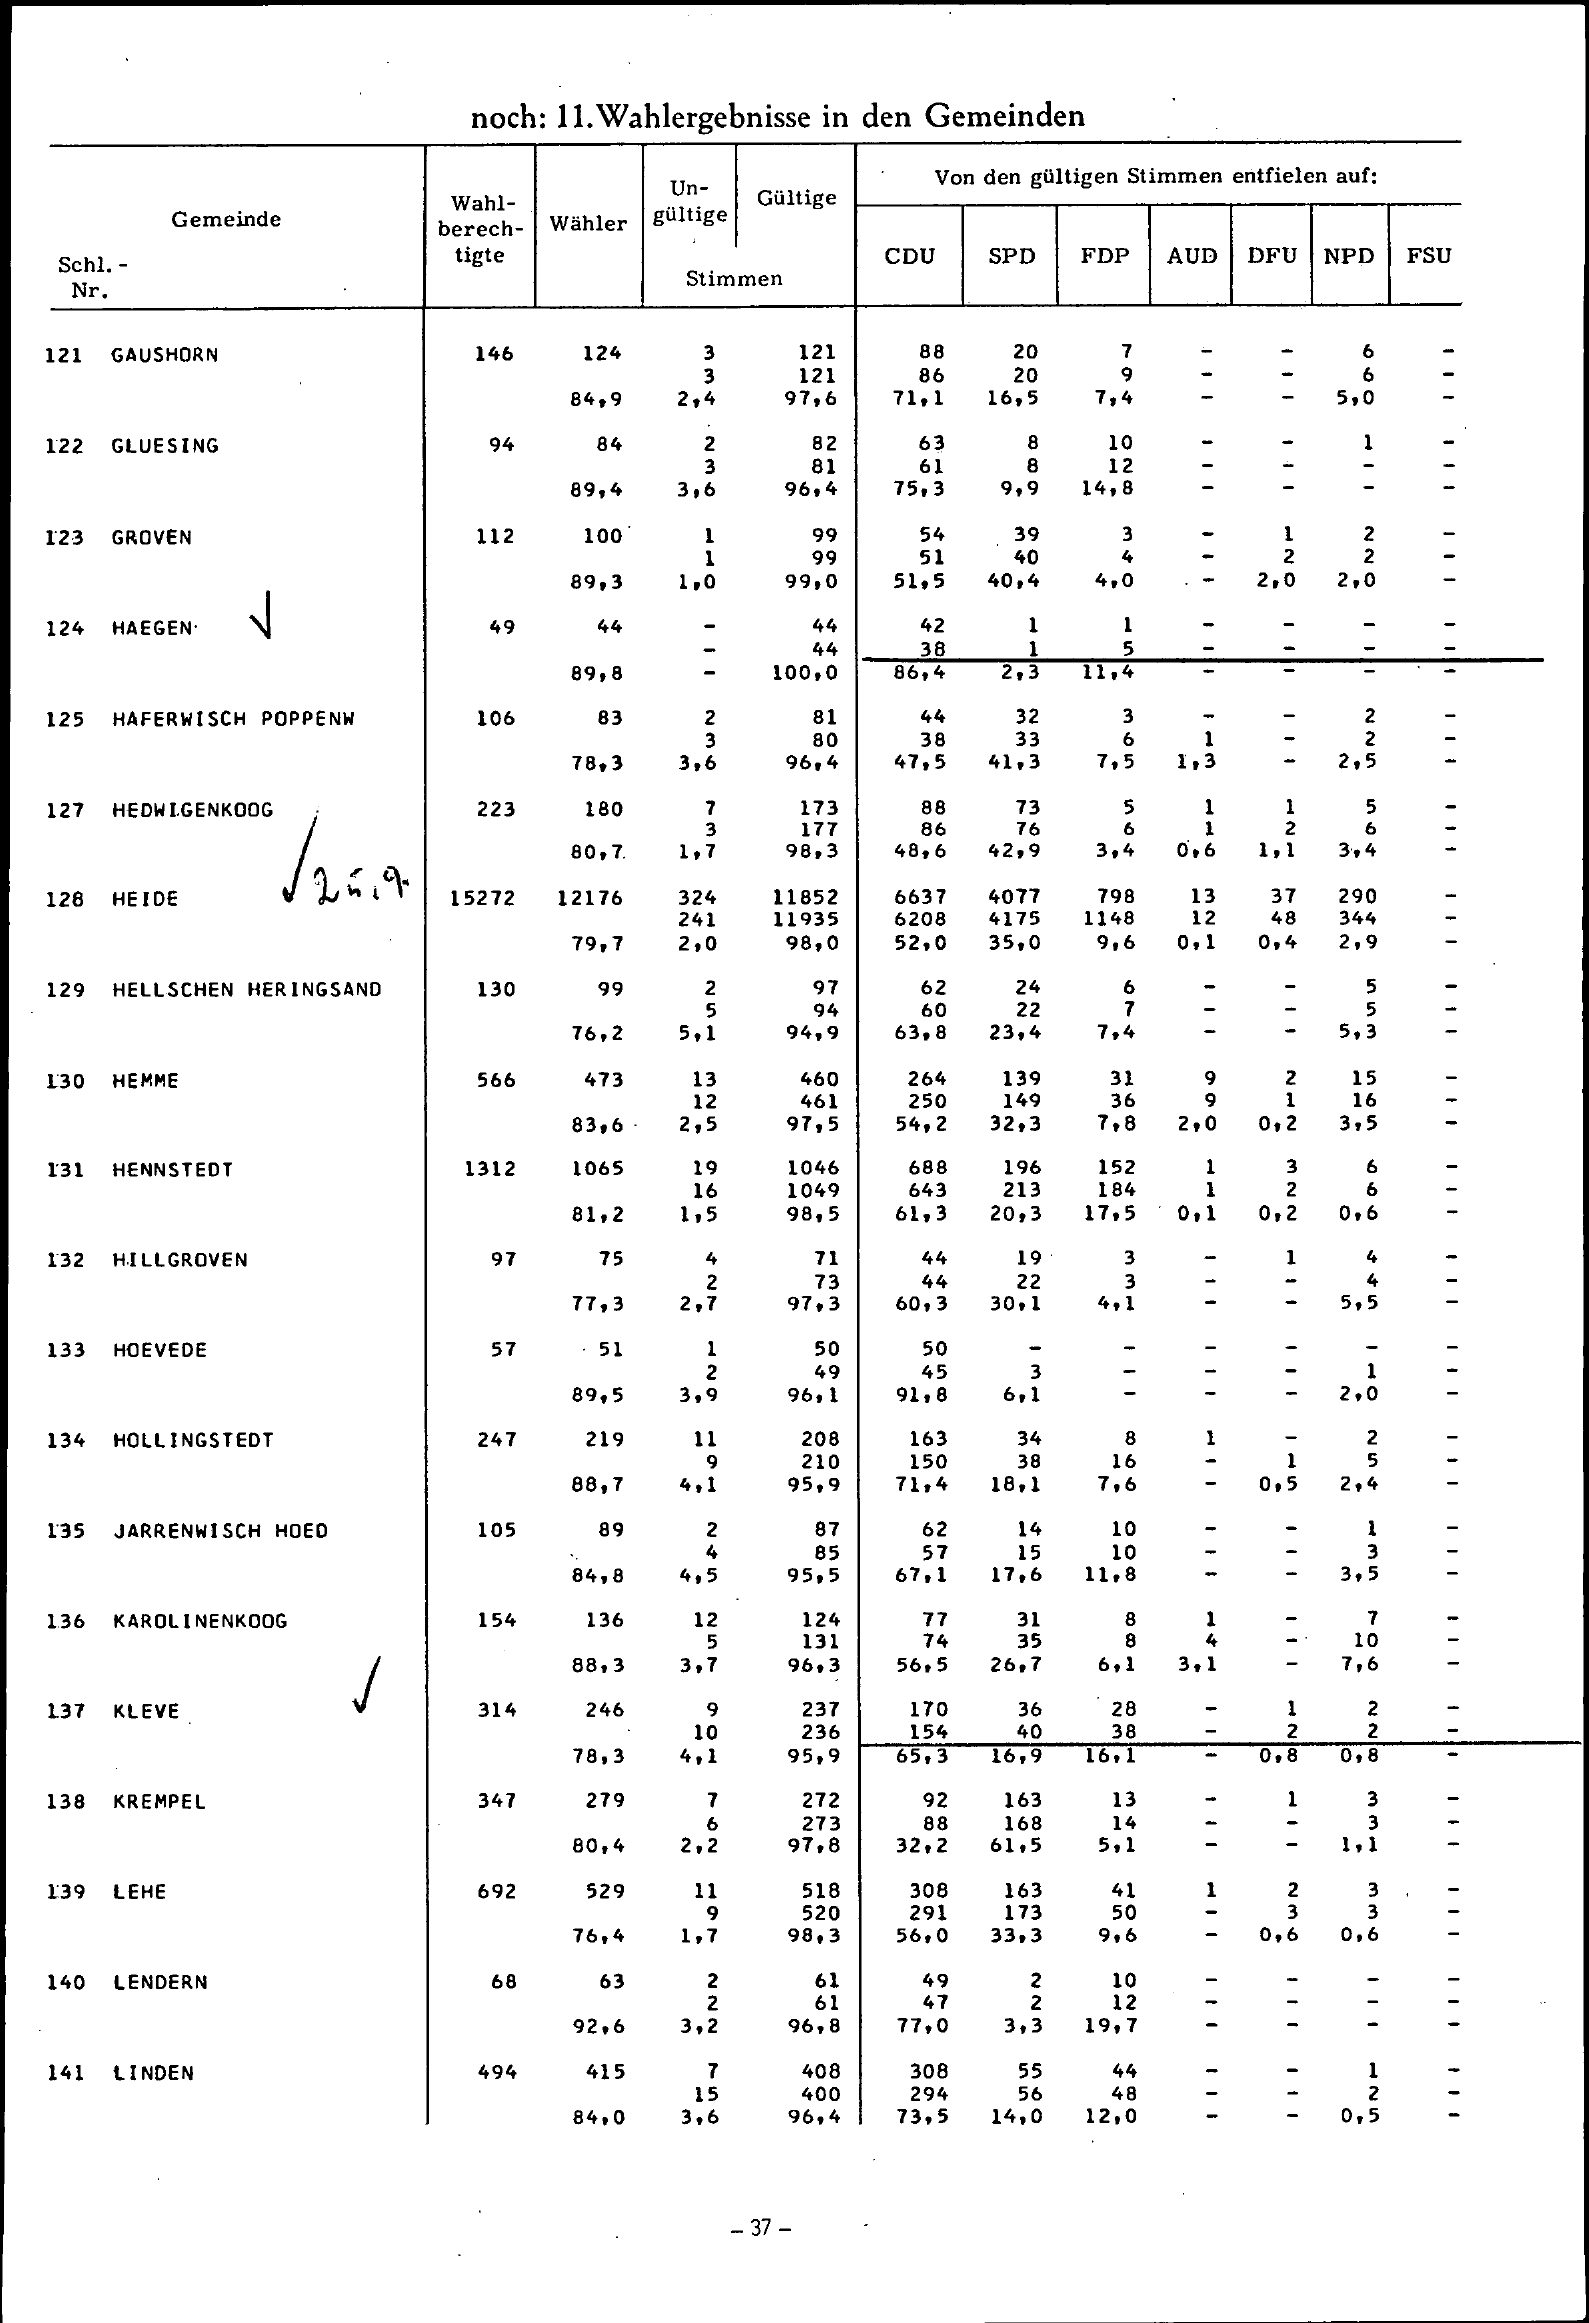 noch: 11. Wahlergebnisse in den Gemeinden
Gemeinde
Schl.-
Nr.
Wahl-
berech-
tigte
Wähler
Un-
gültige
Gültige
Stimmen
Von den gültigen Stimmen entfielen auf:
CDU SPD FDP AUD DFU NPD FSU
121 GAUSHORN 146 124 3 121 88 20 7 - - 6 -
3 121 86 20 9 - - 6 -
84,9 2,4 97,6 71,1 16,5 7,4 - - 5,0 -
122 GLUESING 94 84 2 82 63 8 10 - - 1 -
3 81 61 8 12 - - - -
89,4 3,6 96,4 75,3 9,9 14,8 - - - -
123 GROVEN 112 100 1 99 54 39 3 - 1 2 -
1 99 51 40 4 - 2 2 -
89,3 1,0 99,0 51,5 40,4 4,0 - 2,0 2,0 -
124 HAEGEN 49 44 - 44 42 1 1 - - - -
- 44 38 1 5 - - - -
89,8 - 100,0 86,4 2,3 11,4 - - - -
125 HAFERWISCH POPPENW 106 83 2 81 44 32 3 - - 2 -
3 80 38 33 6 1 - 2 -
78,3 3,6 96,4 47,5 41,3 7,5 1,3 - 2,5 -
127 HEDWIGENKOOG 223 180 7 173 88 73 5 1 1 5 -
3 177 86 76 6 1 2 6 -
80,7 1,7 98,3 48,6 42,9 3,4 0,6 1,1 3,4 -
128 HEIDE 15272 12176 324 11852 6637 4077 798 13 37 290 -
241 11935 6208 4175 1148 12 48 344 -
79,7 2,0 98,0 52,0 35,0 9,6 0,1 0,4 2,9 -
129 HELLSCHEN HERINGSAND 130 99 2 97 62 24 6 - - 5 -
5 94 60 22 7 - - 5 -
76,2 5,1 94,9 63,8 23,4 7,4 - - 5,3 -
130 HEMME 566 473 13 460 264 139 31 9 2 15 -
12 461 250 149 36 9 1 16 -
83,6 2,5 97,5 54,2 32,3 7,8 2,0 0,2 3,5 -
131 HENNSTEDT 1312 1065 19 1046 688 196 152 1 3 6 -
16 1049 643 213 184 1 2 6 -
81,2 1,5 98,5 61,3 20,3 17,5 0,1 0,2 0,6 -
132 HILLGROVEN 97 75 4 71 44 19 3 - 1 4 -
2 73 44 22 3 - - 4 -
77,3 2,7 97,3 60,3 30,1 4,1 - - 5,5 -
133 HOEVEDE 57 51 1 50 50 - - - - - -
2 49 45 3 - - - 1 -
89,5 3,9 96,1 91,8 6,1 - - - 2,0 -
134 HOLLINGSTEDT 247 219 11 208 163 34 8 1 - 2 -
9 210 150 38 16 - 1 5 -
88,7 4,1 95,9 71,4 18,1 7,6 - 0,5 2,4 -
135 JARRENWISCH HOED 105 89 2 87 62 14 10 - - 1 -
4 85 57 15 10 - - 3 -
84,8 4,5 95,5 67,1 17,6 11,8 - - 3,5 -
136 KAROLINENKOOG 154 136 12 124 77 31 8 1 - 7 -
5 131 74 35 8 4 - 10 -
88,3 3,7 96,3 56,5 26,7 6,1 3,1 - 7,6 -
137 KLEVE 314 246 9 237 170 36 28 - 1 2 -
10 236 154 40 38 - 2 2 -
78,3 4,1 95,9 65,3 16,9 16,1 - 0,8 0,8 -
138 KREMPEL 347 279 7 272 92 163 13 - 1 3 -
6 273 88 168 14 - - 3 -
80,4 2,2 97,8 32,2 61,5 5,1 - - 1,1 -
139 LEHE 692 529 11 518 308 163 41 1 2 3 -
9 520 291 173 50 - 3 3 -
76,4 1,7 98,3 56,0 33,3 9,6 - 0,6 0,6 -
140 LENDERN 68 63 2 61 49 2 10 - - - -
2 61 47 2 12 - - - -
92,6 3,2 96,8 77,0 3,3 19,7 - - - -
141 LINDEN 494 415 7 408 308 55 44 - - 1 -
15 400 294 56 48 - - 2 -
84,0 3,6 96,4 73,5 14,0 12,0 - - 0,5 -
- 37 -